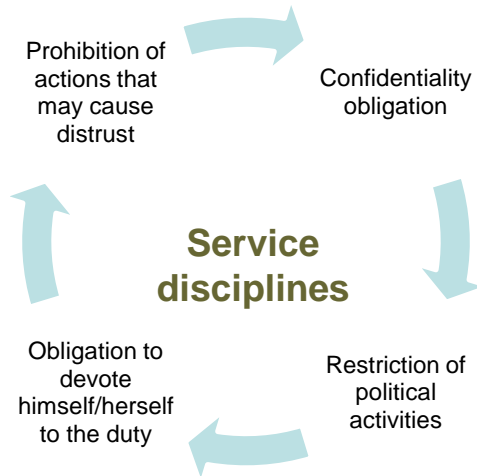 Prohibition of
actions that
may cause
distrust
Confidentiality
obligation
Service
disciplines
Obligation to
devote
himself/herself
to the duty
Restriction of
political
activities